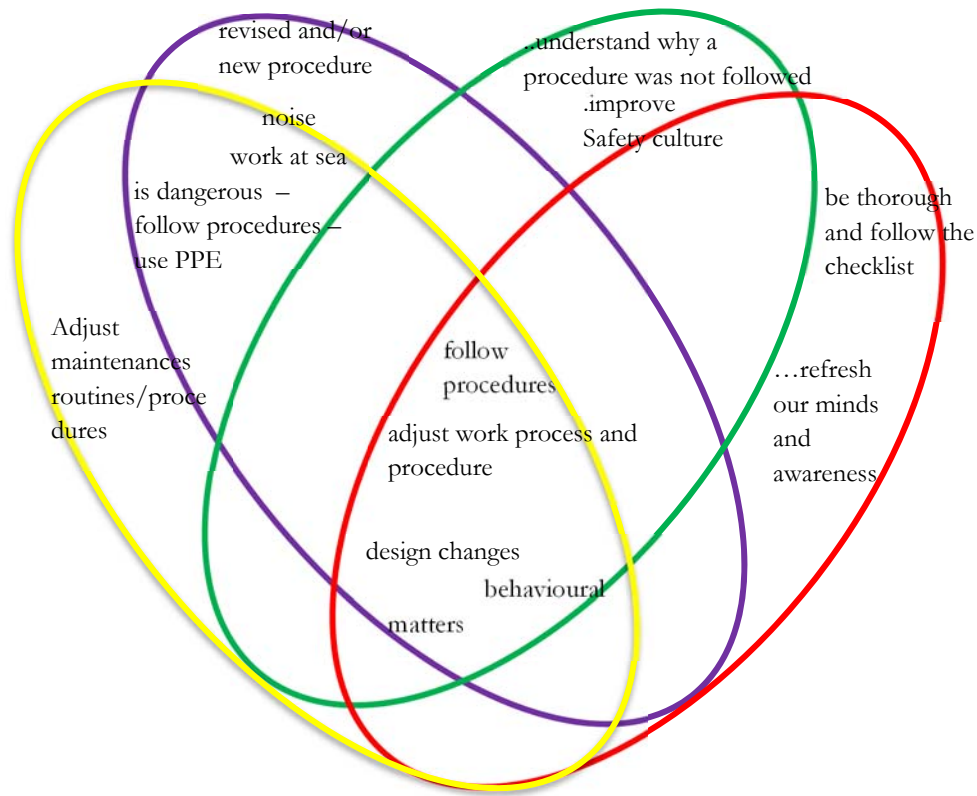 revised and/or
new procedure
..understand why a
procedure was not followed
.improve
Safety culture
noise
work at sea
is dangerous –
follow procedures –
use PPE
be thorough
and follow the
checklist
Adjust
maintenances
routines/proce
dures
follow
procedures
…refresh
our minds
and
awareness
adjust work process and
procedure
design changes
behavioural
matters